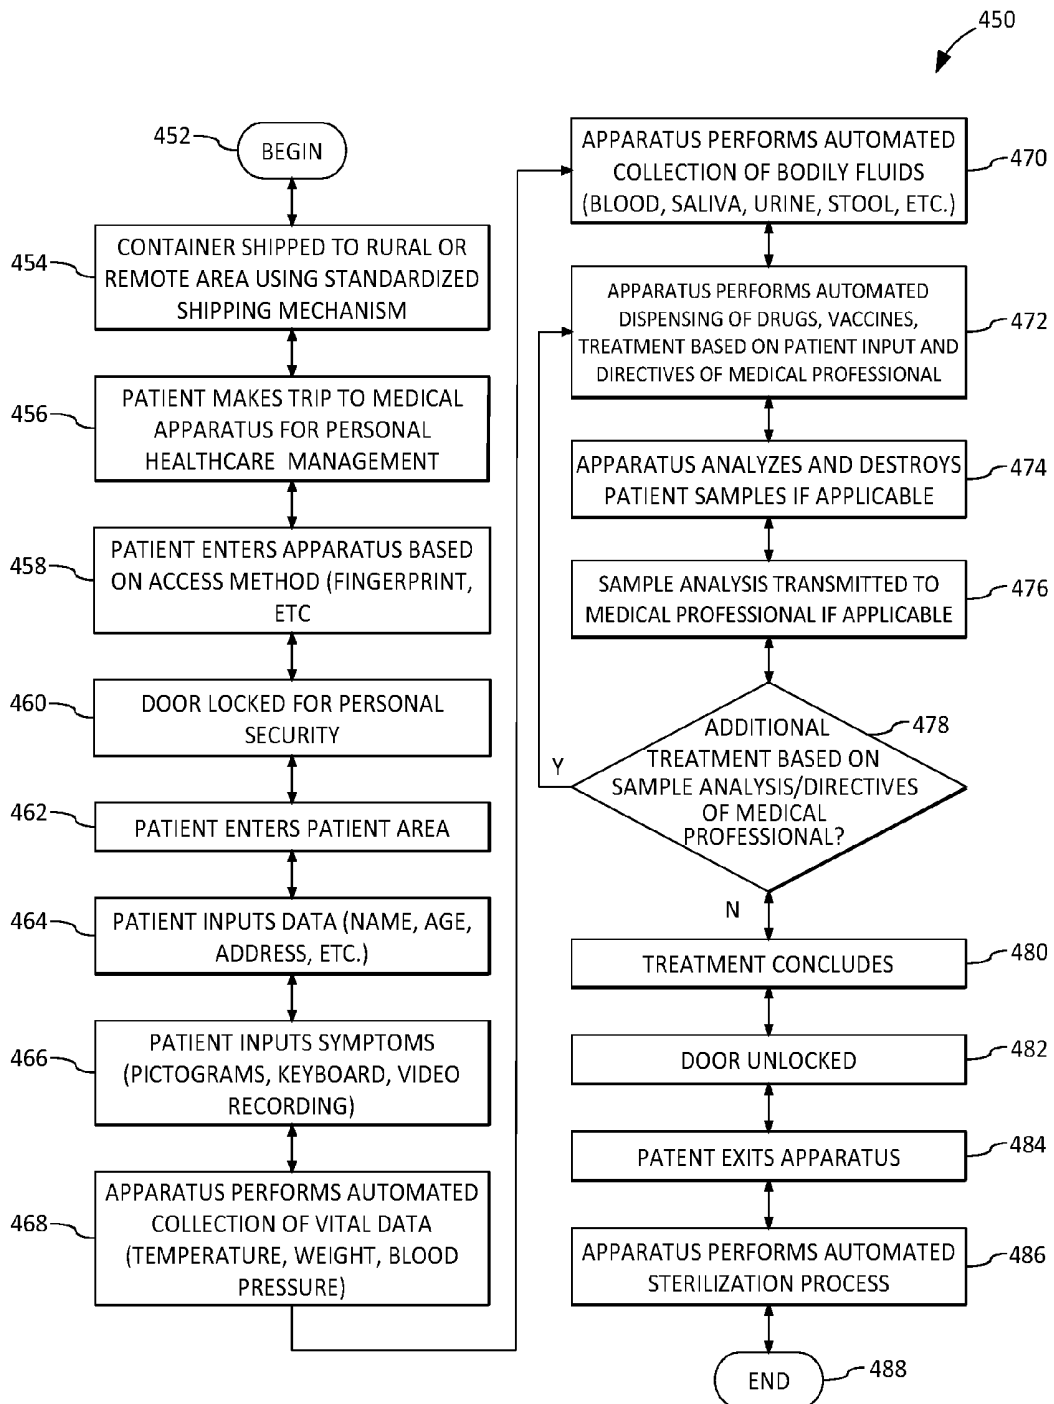 450
452
BEGIN
454
CONTAINER SHIPPED TO RURAL OR
REMOTE AREA USING STANDARDIZED
SHIPPING MECHANISM
456
PATIENT MAKES TRIP TO MEDICAL
APPARATUS FOR PERSONAL
HEALTHCARE MANAGEMENT
458
PATIENT ENTERS APPARATUS BASED
ON ACCESS METHOD (FINGERPRINT,
ETC
460
DOOR LOCKED FOR PERSONAL
SECURITY
462
PATIENT ENTERS PATIENT AREA
464
PATIENT INPUTS DATA (NAME, AGE,
ADDRESS, ETC.)
466
PATIENT INPUTS SYMPTOMS
(PICTOGRAMS, KEYBOARD, VIDEO
RECORDING)
468
APPARATUS PERFORMS AUTOMATED
COLLECTION OF VITAL DATA
(TEMPERATURE, WEIGHT, BLOOD
PRESSURE)
APPARATUS PERFORMS AUTOMATED
COLLECTION OF BODILY FLUIDS
(BLOOD, SALIVA, URINE, STOOL, ETC.)
470
APPARATUS PERFORMS AUTOMATED
DISPENSING OF DRUGS, VACCINES,
TREATMENT BASED ON PATIENT INPUT AND
DIRECTIVES OF MEDICAL PROFESSIONAL
472
APPARATUS ANALYZES AND DESTROYS
PATIENT SAMPLES IF APPLICABLE
474
SAMPLE ANALYSIS TRANSMITTED TO
MEDICAL PROFESSIONAL IF APPLICABLE
476
ADDITIONAL
TREATMENT BASED ON
SAMPLE ANALYSIS/DIRECTIVES
OF MEDICAL
PROFESSIONAL?
478
Y
N
TREATMENT CONCLUDES
480
DOOR UNLOCKED
482
PATENT EXITS APPARATUS
484
APPARATUS PERFORMS AUTOMATED
STERILIZATION PROCESS
486
END
488